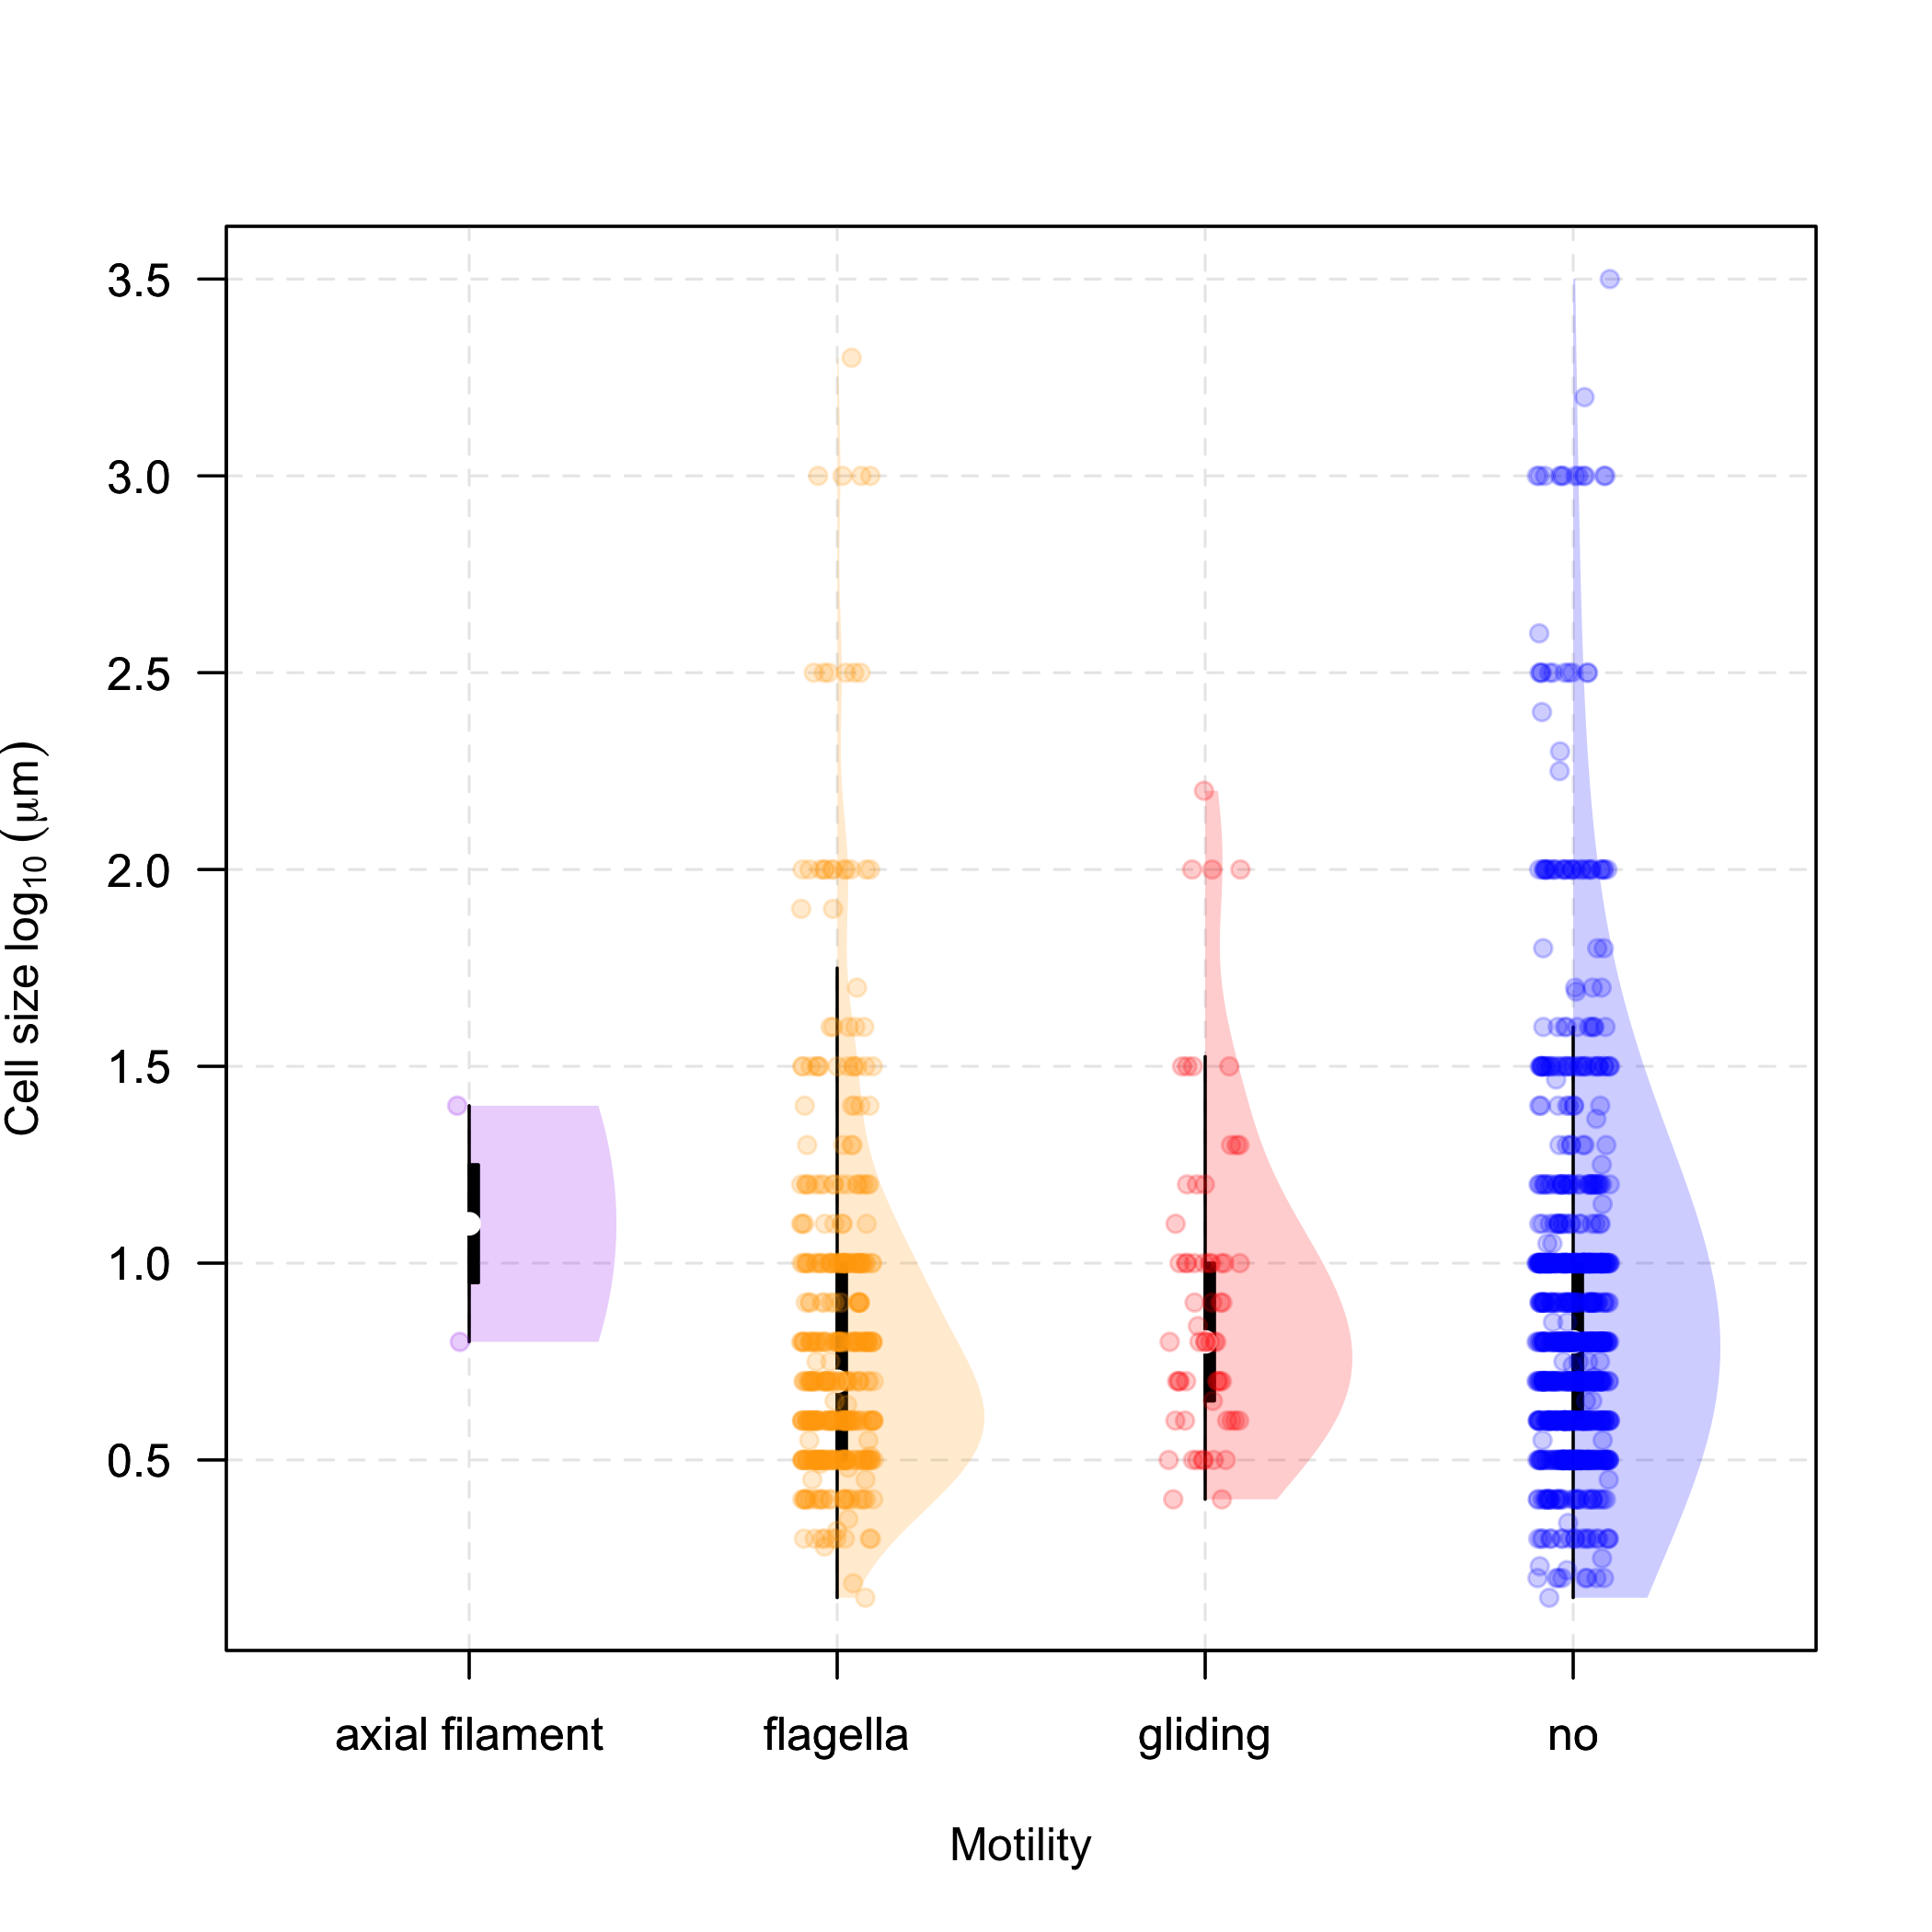 3.5
3.0
2.5
2.0
1.5
1.0
0.5
Cell size log₁₀ (μm)
axial filament
flagella
gliding
no
Motility